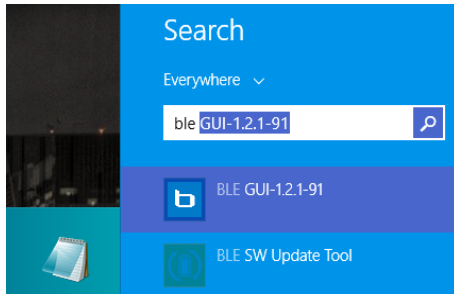 Search
Everywhere
ble GUI-1.2.1-91
BLE GUI-1.2.1-91
BLE SW Update Tool